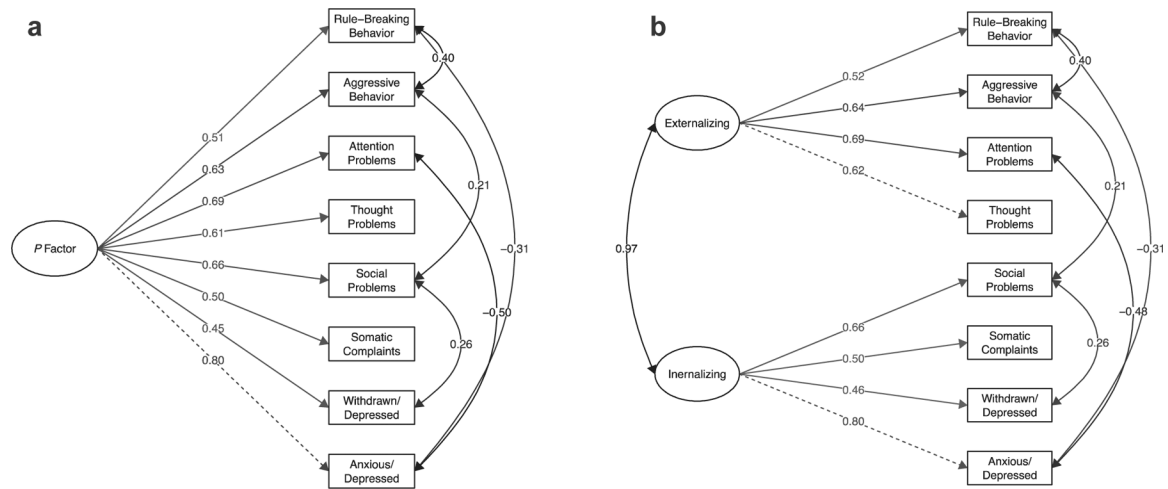 a
Rule–Breaking
Behavior
Aggressive
Behavior
Attention
Problems
Thought
Problems
Social
Problems
Somatic
Complaints
Withdrawn/
Depressed
Anxious/
Depressed
P Factor
0.51
0.63
0.69
0.61
0.66
0.50
0.45
0.80
0.40
0.21
–0.31
–0.50
0.26
b
Rule–Breaking
Behavior
Aggressive
Behavior
Attention
Problems
Thought
Problems
Social
Problems
Somatic
Complaints
Withdrawn/
Depressed
Anxious/
Depressed
Externalizing
Inernalizing
0.97
0.52
0.64
0.69
0.62
0.66
0.50
0.46
0.80
0.40
0.21
–0.31
–0.48
0.26